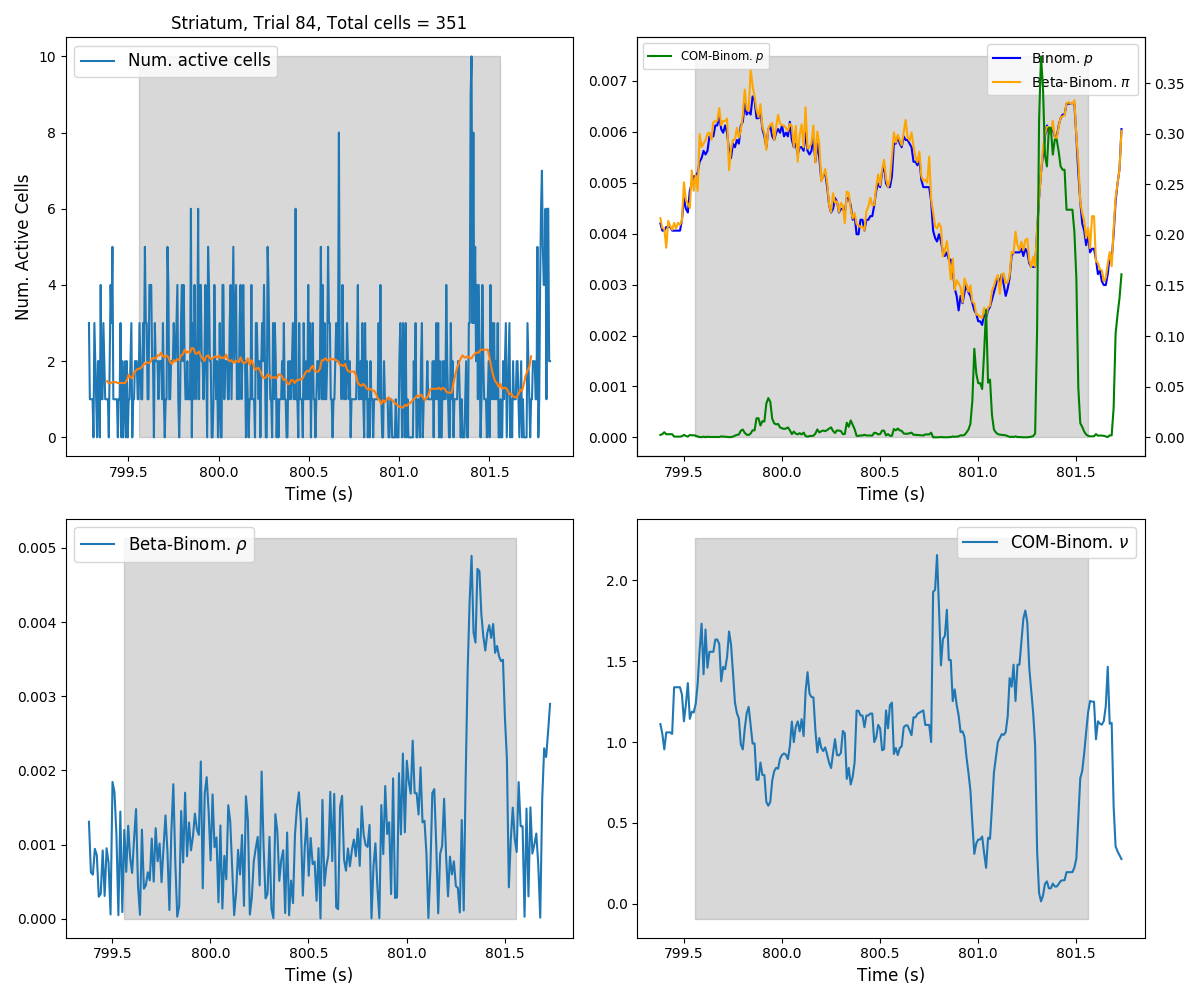 Striatum, Trial 84, Total cells = 351
Num. active cells
Num. Active Cells
10
8
6
4
2
0
799.5 800.0 800.5 801.0 801.5
Time (s)
COM-Binom. p
Binom. p
Beta-Binom. π
0.007
0.006
0.005
0.004
0.003
0.002
0.001
0.000
0.35
0.30
0.25
0.20
0.15
0.10
0.05
0.00
799.5 800.0 800.5 801.0 801.5
Time (s)
Beta-Binom. ρ
0.005
0.004
0.003
0.002
0.001
0.000
799.5 800.0 800.5 801.0 801.5
Time (s)
COM-Binom. ν
2.0
1.5
1.0
0.5
0.0
799.5 800.0 800.5 801.0 801.5
Time (s)